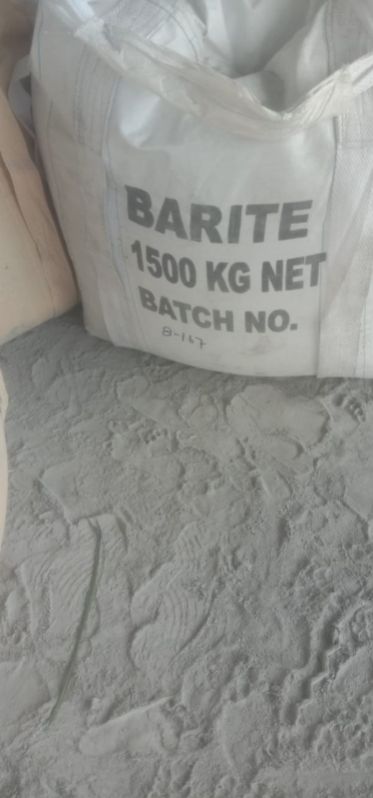 BARITE
1500 KG NET
BATCH NO.
B-167